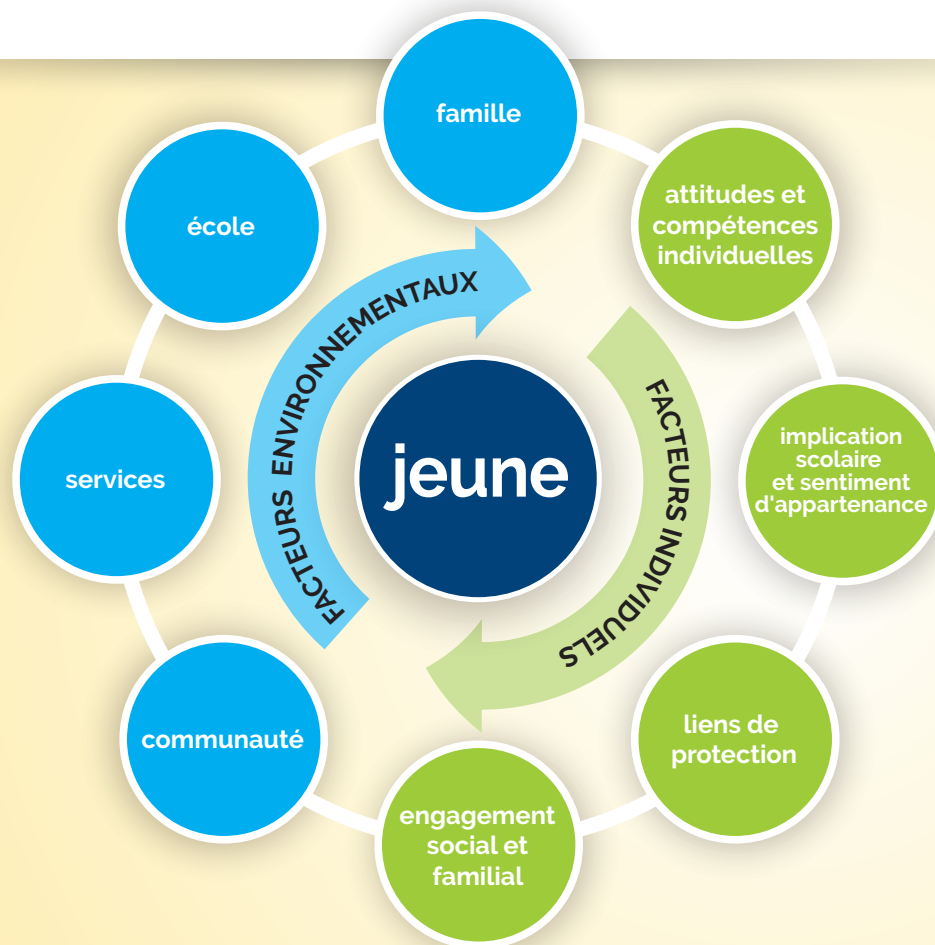 famille
attitudes et
compétences
individuelles
école
FACTEURS ENVIRONNEMENTAUX
FACTEURS INDIVIDUELS
jeune
implication
scolaire
et sentiment
d'appartenance
services
liens de
protection
communauté
engagement
social et
familial